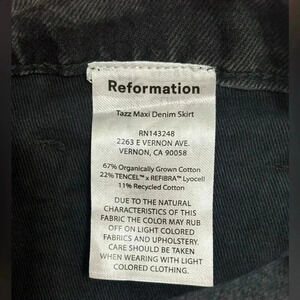 Reformation
Tazz Maxi Denim Skirt
RN143248
2263 E VERNON AVE.
VERNON, CA 90058
67% Organically Grown Cotton
22% TENCEL™ x REFIBRA™ Lyocell
11% Recycled Cotton
DUE TO THE NATURAL
CHARACTERISTICS OF THIS
FABRIC THE COLOR MAY RUB
OFF ON LIGHT COLORED
FABRICS AND UPHOLSTERY.
CARE SHOULD BE TAKEN
WHEN WEARING WITH LIGHT
COLORED CLOTHING.